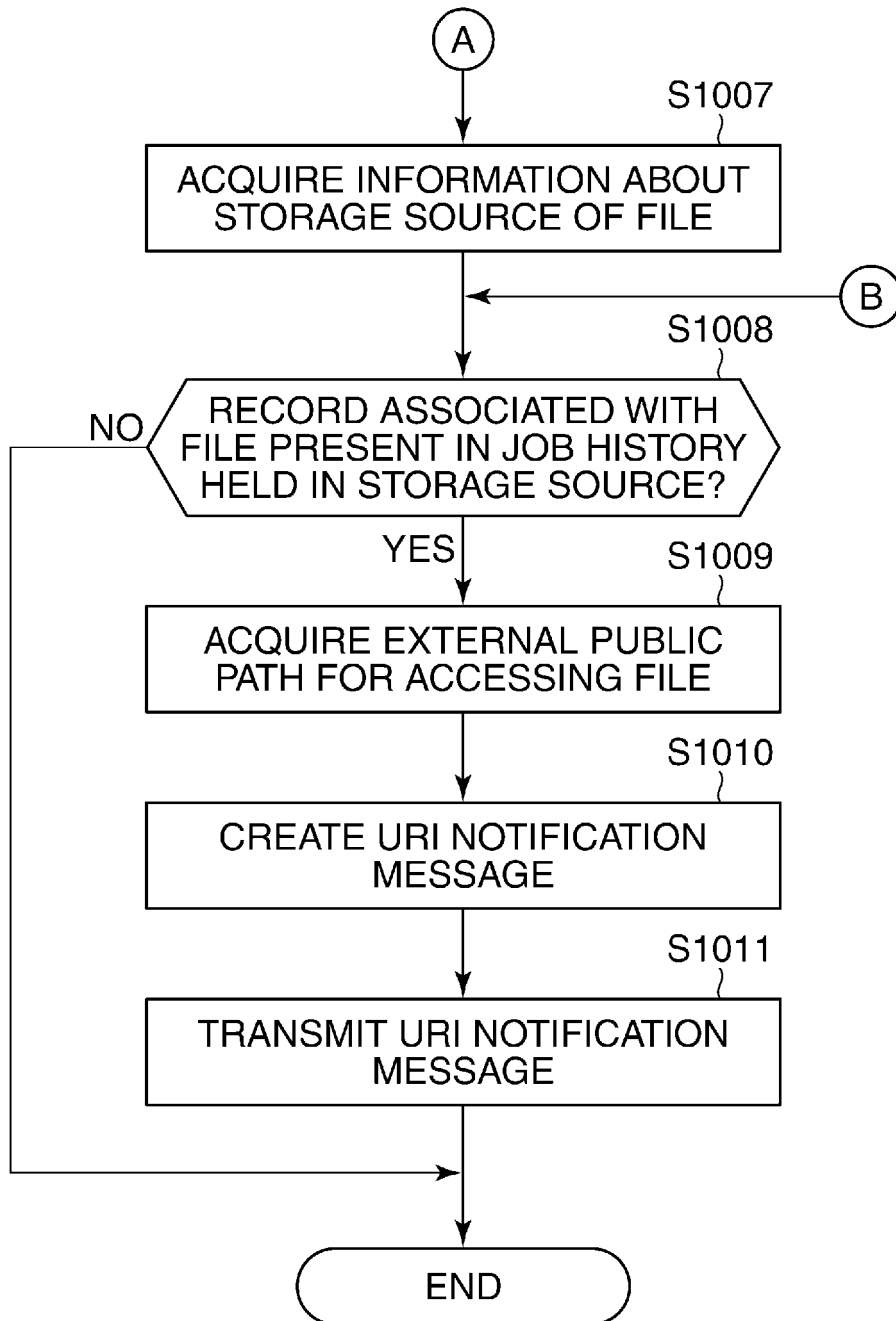 A
S1007
ACQUIRE INFORMATION ABOUT
STORAGE SOURCE OF FILE
B
S1008
NO
RECORD ASSOCIATED WITH
FILE PRESENT IN JOB HISTORY
HELD IN STORAGE SOURCE?
YES
S1009
ACQUIRE EXTERNAL PUBLIC
PATH FOR ACCESSING FILE
S1010
CREATE URI NOTIFICATION
MESSAGE
S1011
TRANSMIT URI NOTIFICATION
MESSAGE
END